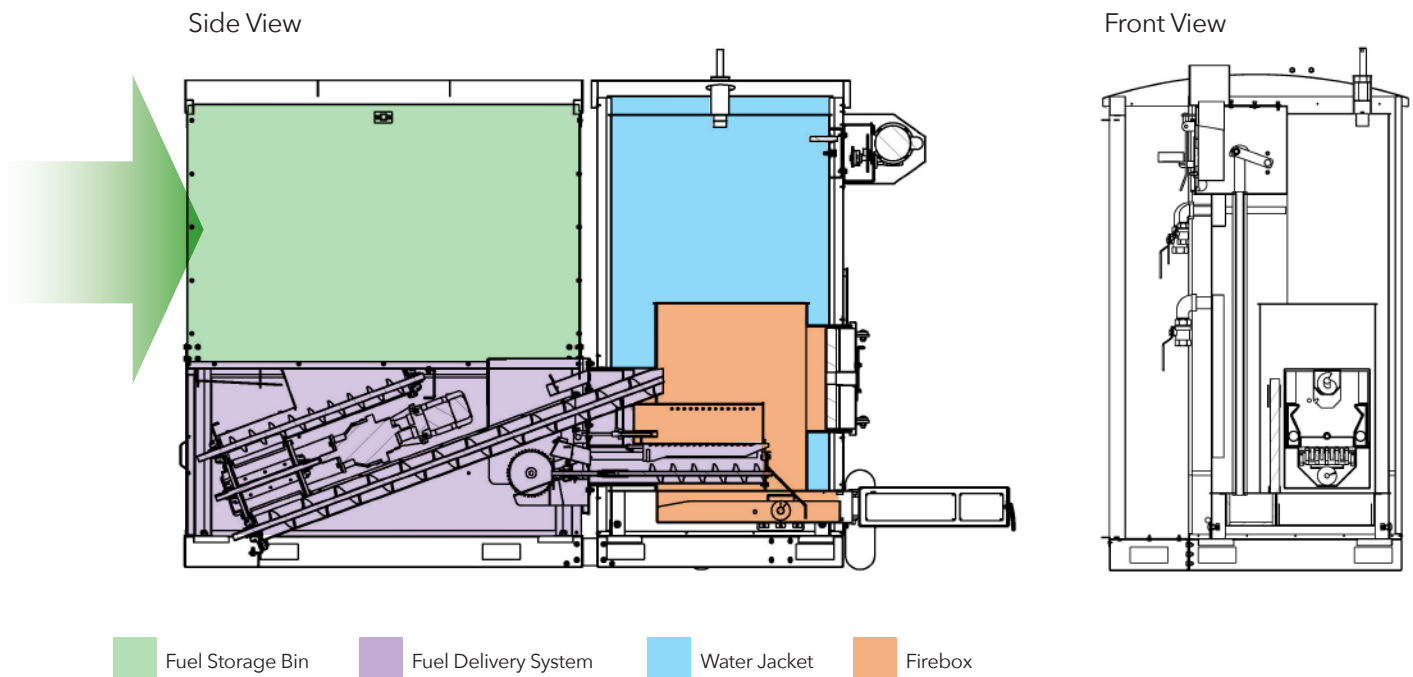 Side View
Front View
Fuel Storage Bin
Fuel Delivery System
Water Jacket
Firebox